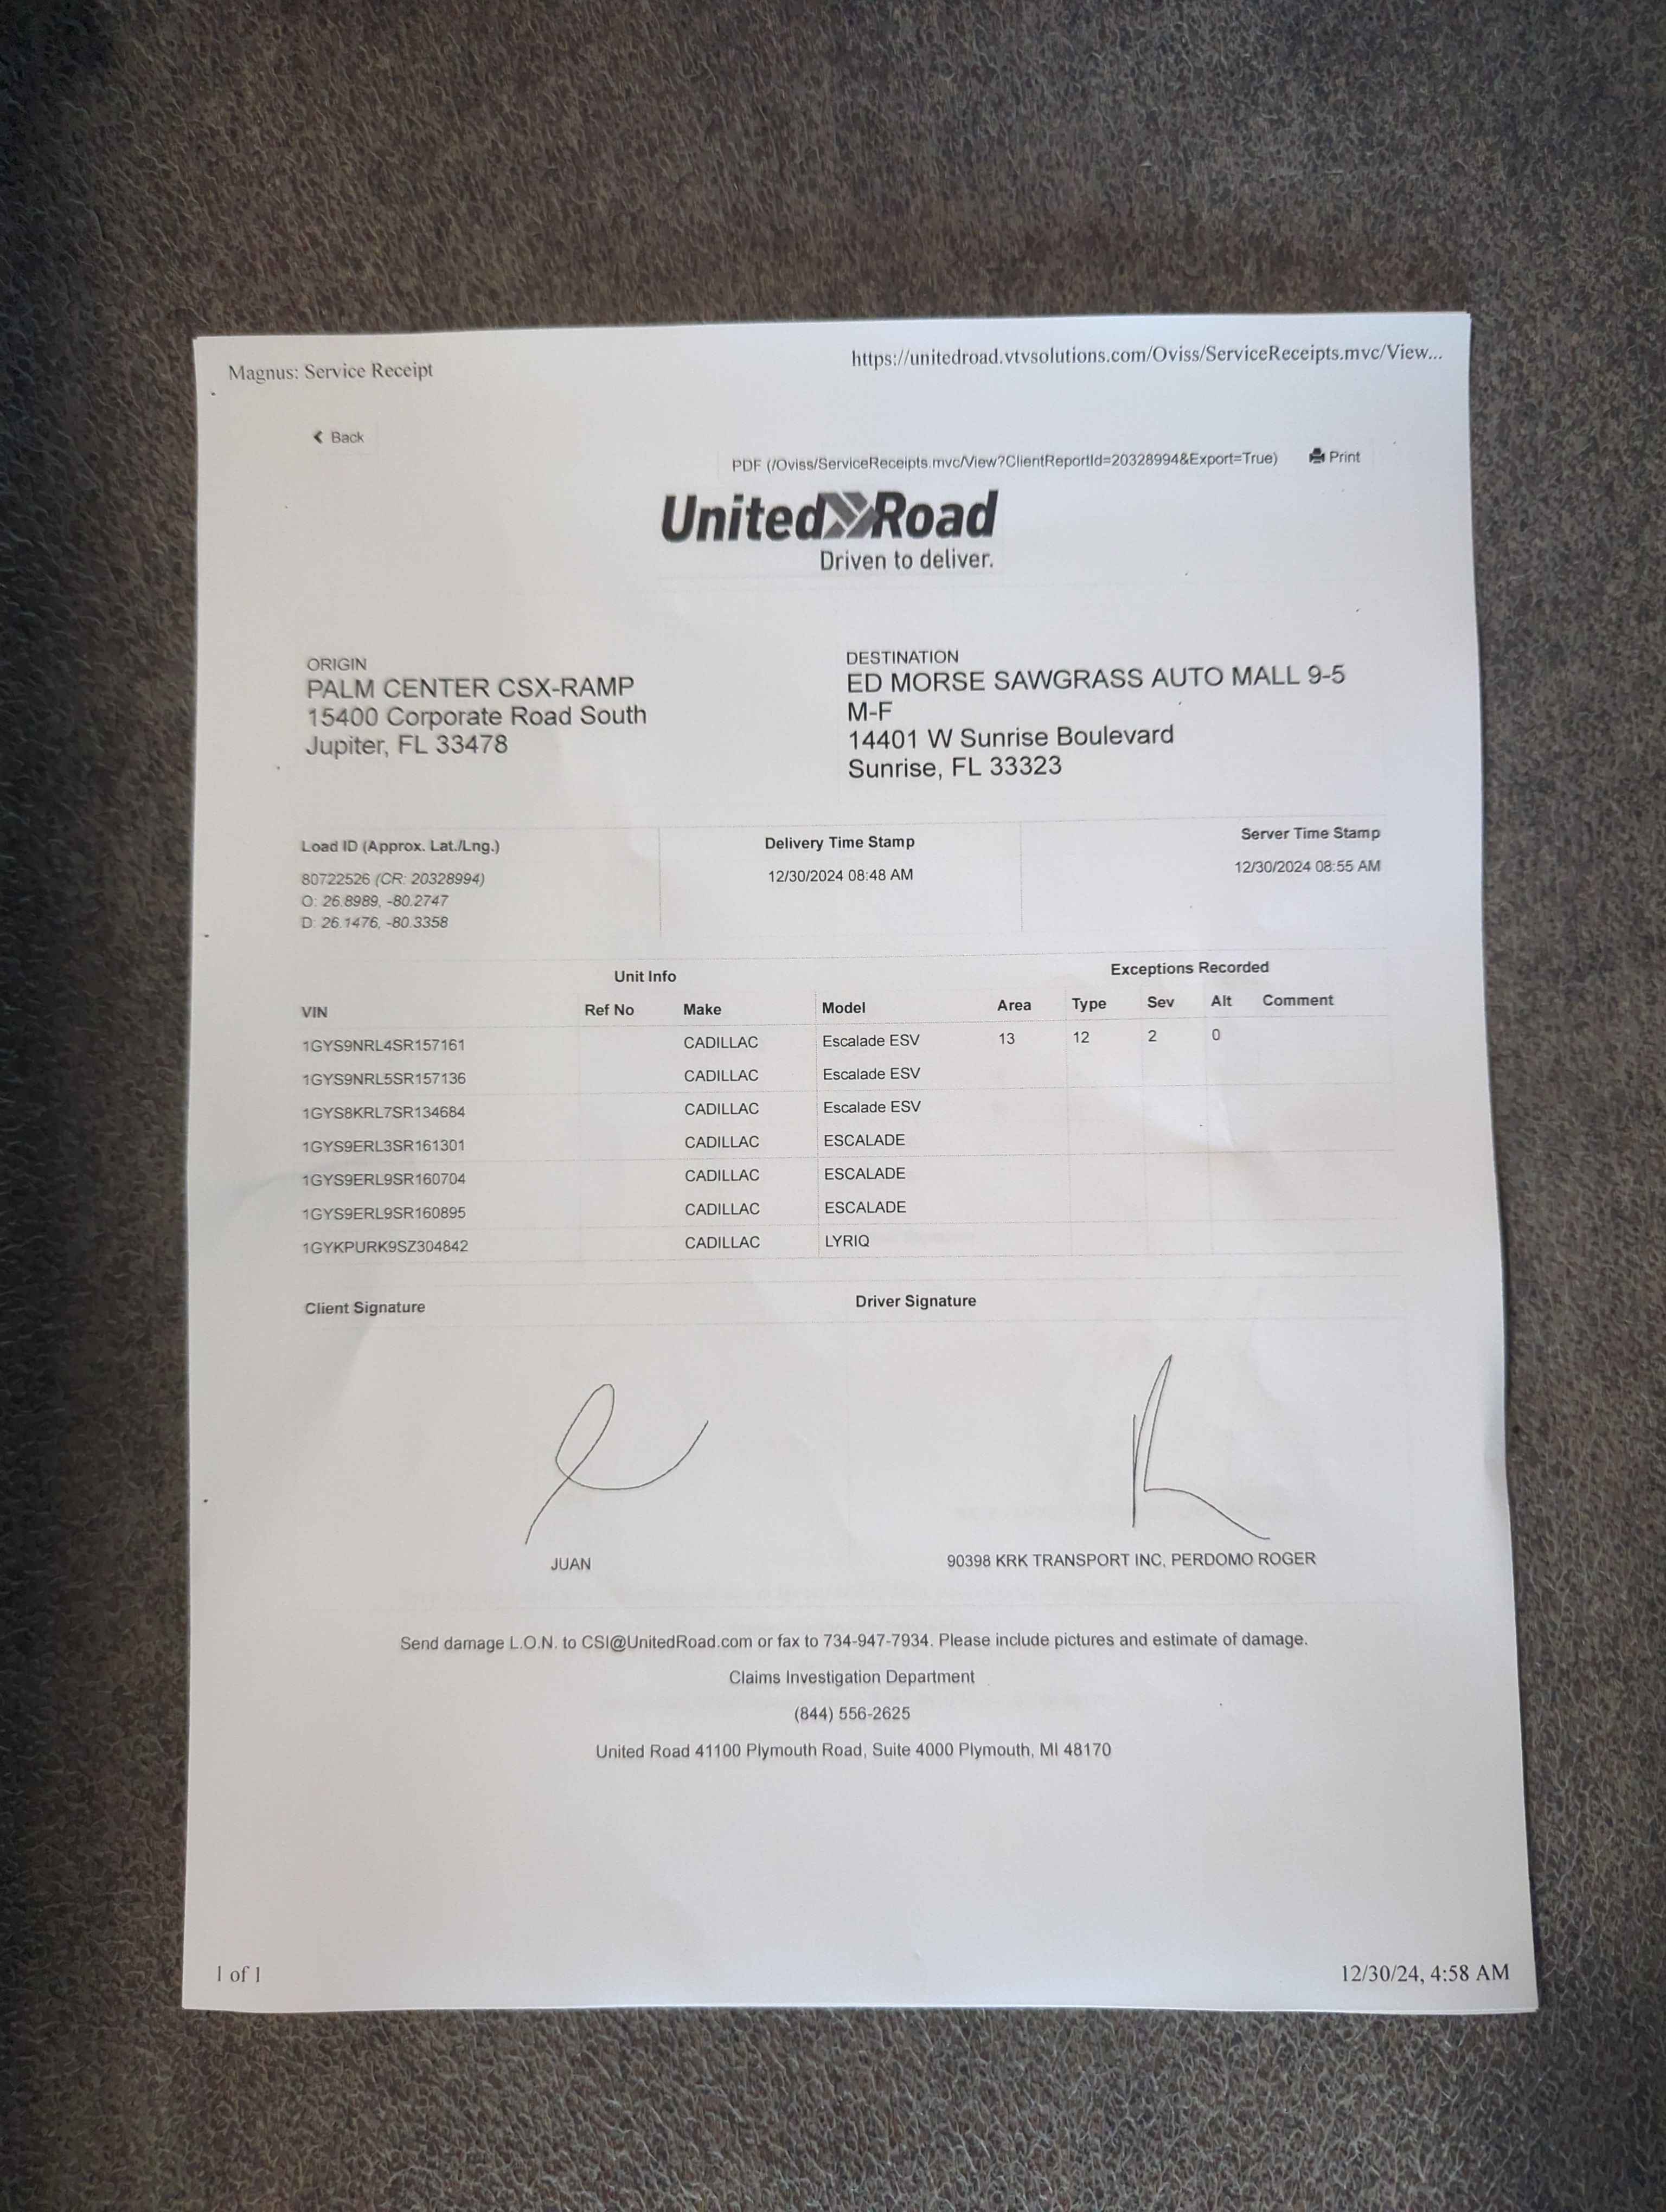 Magnus: Service Receipt
https://unitedroad.vtvsolutions.com/Oviss/ServiceReceipts.mvc/View...
Back
PDF (/Oviss/ServiceReceipts.mvc/View?ClientReportId=20328994&Export=True) Print
United Road
Driven to deliver.
ORIGIN
PALM CENTER CSX-RAMP
15400 Corporate Road South
Jupiter, FL 33478
DESTINATION
ED MORSE SAWGRASS AUTO MALL 9-5
M-F
14401 W Sunrise Boulevard
Sunrise, FL 33323
Load ID (Approx. Lat./Lng.)
80722526 (CR: 20328994)
O: 26.8989, -80.2747
D: 26.1476, -80.3358
Delivery Time Stamp
12/30/2024 08:48 AM
Server Time Stamp
12/30/2024 08:55 AM
Unit Info Exceptions Recorded
VIN Ref No Make Model Area Type Sev Alt Comment
1GYS9NRL4SR157161 CADILLAC Escalade ESV 13 12 2 0
1GYS9NRL5SR157136 CADILLAC Escalade ESV
1GYS8KRL7SR134684 CADILLAC Escalade ESV
1GYS9ERL3SR161301 CADILLAC ESCALADE
1GYS9ERL9SR160704 CADILLAC ESCALADE
1GYS9ERL9SR160895 CADILLAC ESCALADE
1GYKPURK9SZ304842 CADILLAC LYRIQ
Client Signature Driver Signature
JUAN 90398 KRK TRANSPORT INC, PERDOMO ROGER
Send damage L.O.N. to CSI@UnitedRoad.com or fax to 734-947-7934. Please include pictures and estimate of damage.
Claims Investigation Department
(844) 556-2625
United Road 41100 Plymouth Road, Suite 4000 Plymouth, MI 48170
1 of 1 12/30/24, 4:58 AM